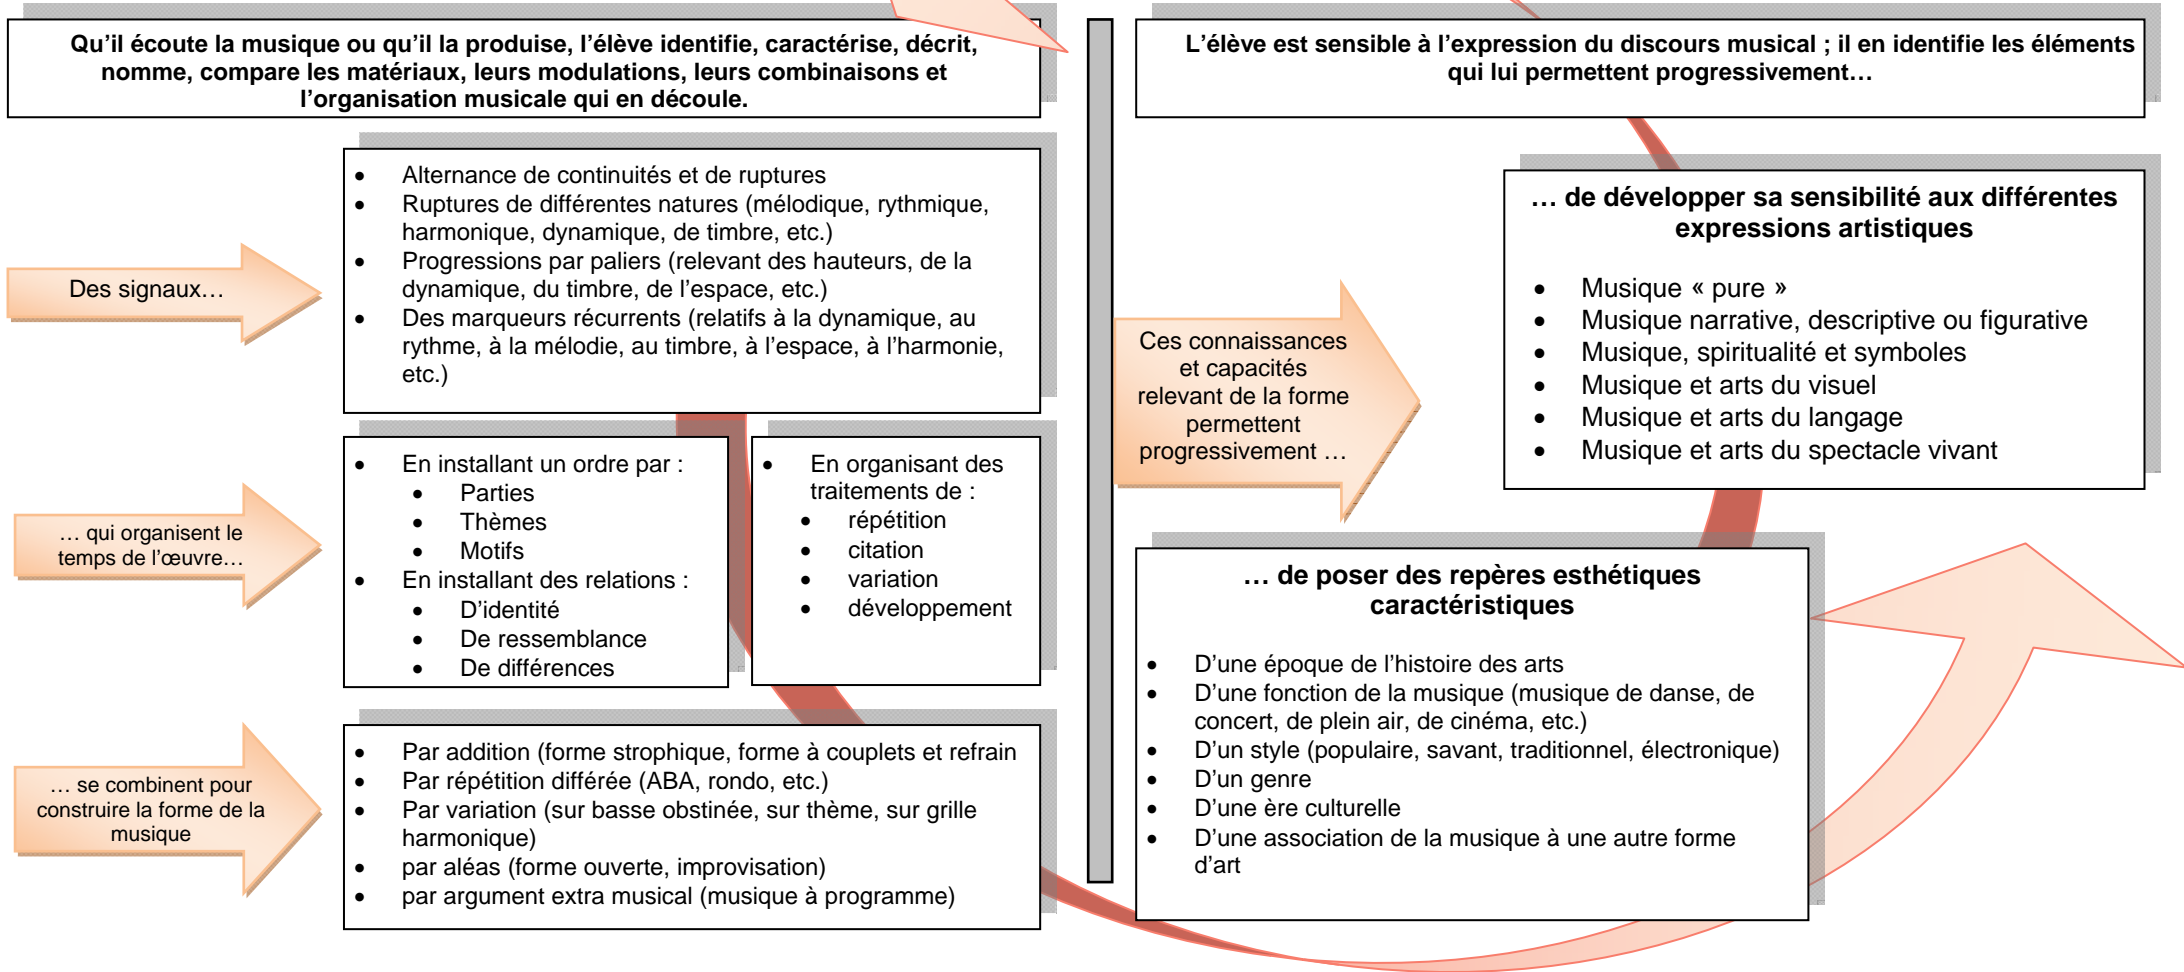 Qu'il écoute la musique ou qu'il la produise, l'élève identifie, caractérise, décrit,
nomme, compare les matériaux, leurs modulations, leurs combinaisons et
l'organisation musicale qui en découle.
Des signaux…
• Alternance de continuités et de ruptures
• Ruptures de différentes natures (mélodique, rythmique,
harmonique, dynamique, de timbre, etc.)
• Progressions par paliers (relevant des hauteurs, de la
dynamique, du timbre, de l'espace, etc.)
• Des marqueurs récurrents (relatifs à la dynamique, au
rythme, à la mélodie, au timbre, à l'espace, à l'harmonie,
etc.)
… qui organisent le
temps de l'œuvre…
• En installant un ordre par :
• Parties
• Thèmes
• Motifs
• En installant des relations :
• D'identité
• De ressemblance
• De différences
• En organisant des
traitements de :
• répétition
• citation
• variation
• développement
… se combinent pour
construire la forme de la
musique
• Par addition (forme strophique, forme à couplets et refrain
• Par répétition différée (ABA, rondo, etc.)
• Par variation (sur basse obstinée, sur thème, sur grille
harmonique)
• par aléas (forme ouverte, improvisation)
• par argument extra musical (musique à programme)
L'élève est sensible à l'expression du discours musical ; il en identifie les éléments
qui lui permettent progressivement…
Ces connaissances
et capacités
relevant de la forme
permettent
progressivement …
… de développer sa sensibilité aux différentes
expressions artistiques
• Musique « pure »
• Musique narrative, descriptive ou figurative
• Musique, spiritualité et symboles
• Musique et arts du visuel
• Musique et arts du langage
• Musique et arts du spectacle vivant
… de poser des repères esthétiques
caractéristiques
• D'une époque de l'histoire des arts
• D'une fonction de la musique (musique de danse, de
concert, de plein air, de cinéma, etc.)
• D'un style (populaire, savant, traditionnel, électronique)
• D'un genre
• D'une ère culturelle
• D'une association de la musique à une autre forme
d'art